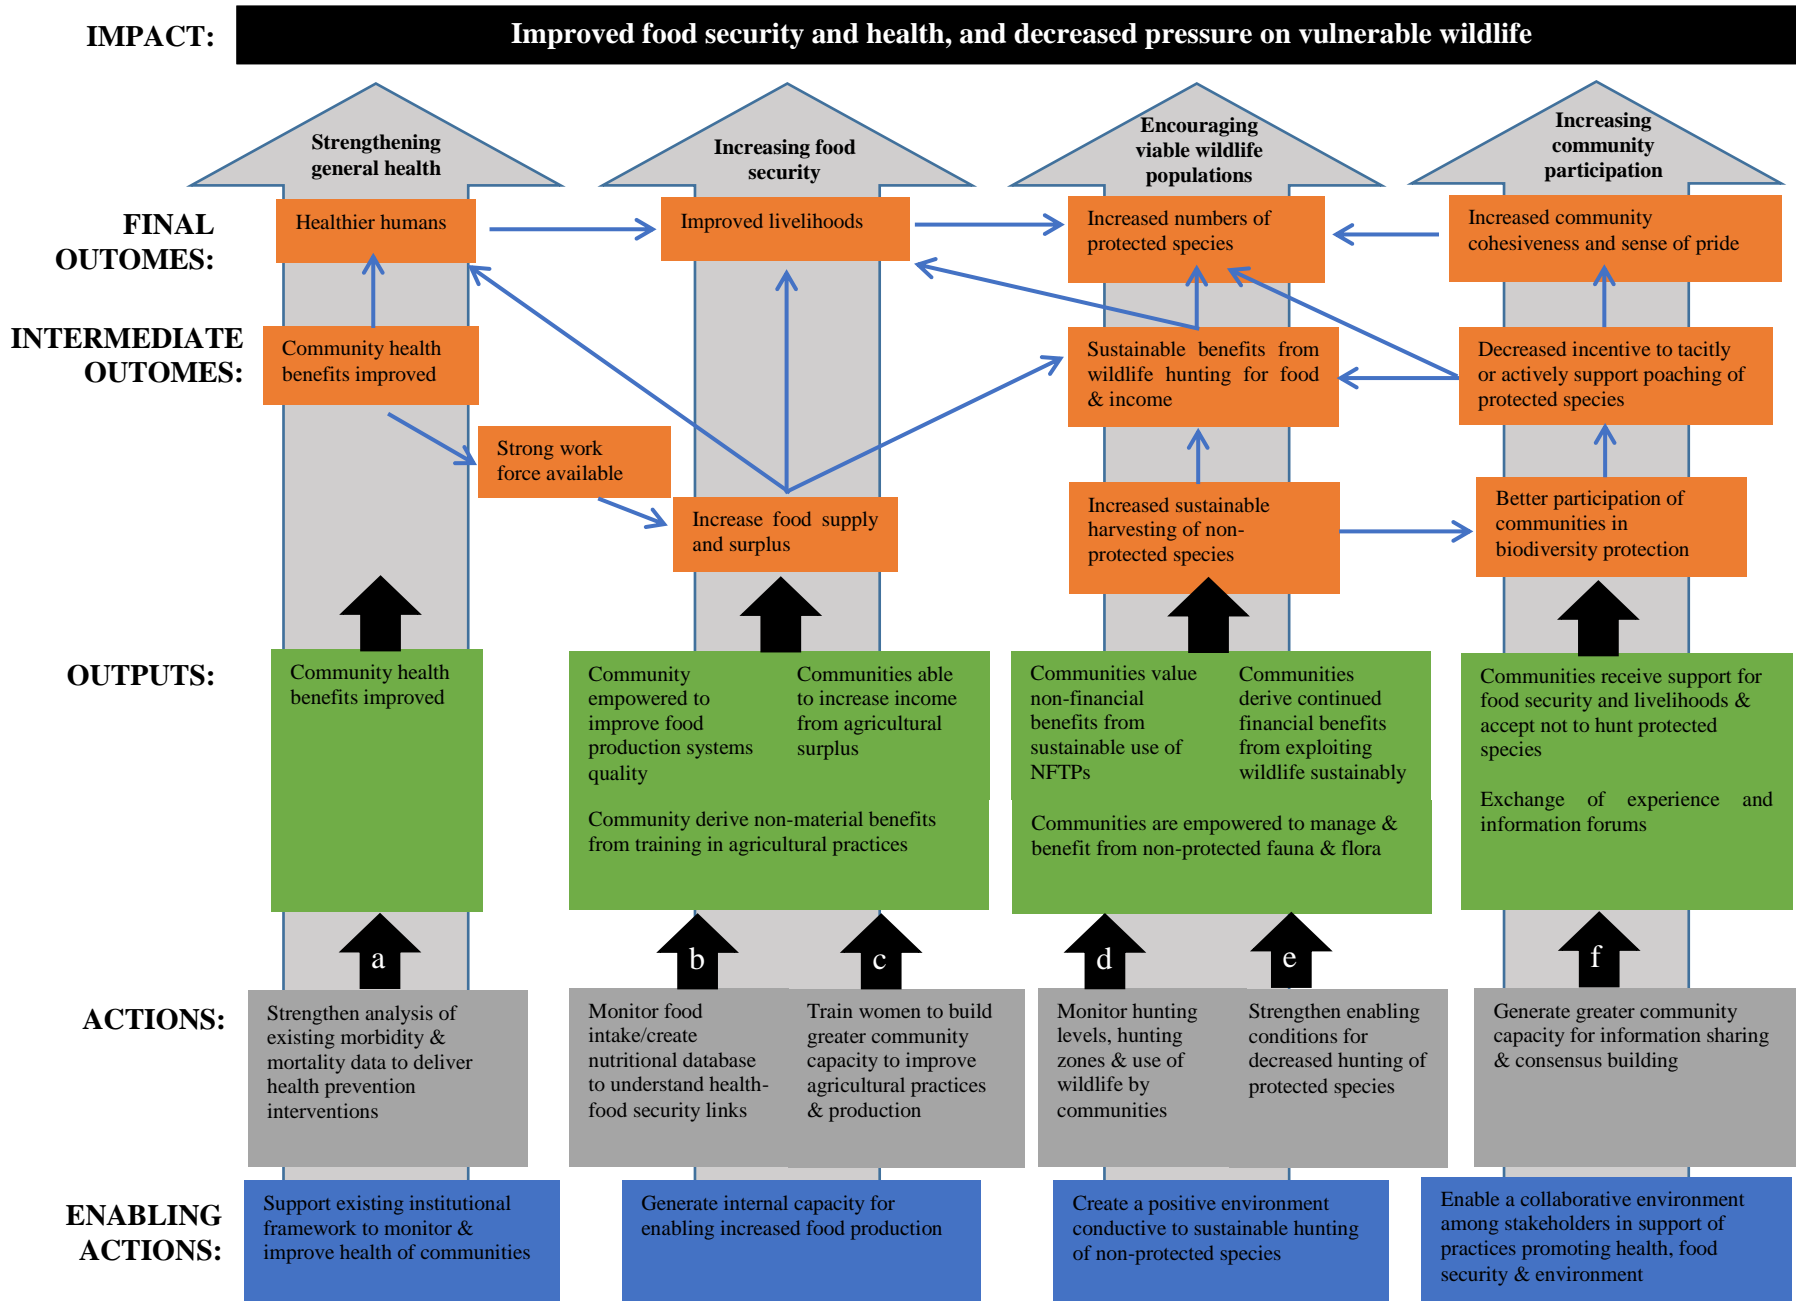 IMPACT:
Improved food security and health, and decreased pressure on vulnerable wildlife
Strengthening
general health
Increasing food
security
Encouraging
viable wildlife
populations
Increasing
community
participation
FINAL
OUTOMES:
Healthier humans
Improved livelihoods
Increased numbers of
protected species
Increased community
cohesiveness and sense of pride
INTERMEDIATE
OUTCOMES:
Community health
benefits improved
Strong work
force available
Increase food supply
and surplus
Sustainable benefits from
wildlife hunting for food
& income
Increased sustainable
harvesting of non-
protected species
Decreased incentive to tacitly
or actively support poaching of
protected species
Better participation of
communities in
biodiversity protection
OUTPUTS:
Community health
benefits improved
Community
empowered to
improve food
production systems
quality
Communities able
to increase income
from agricultural
surplus
Community derive non-material benefits
from training in agricultural practices
Communities value
non-financial
benefits from
sustainable use of
NFTPs
Communities
derive continued
financial benefits
from exploiting
wildlife sustainably
Communities are empowered to manage &
benefit from non-protected fauna & flora
Communities receive support for
food security and livelihoods &
accept not to hunt protected
species
Exchange of experience and
information forums
a
b
c
d
e
f
ACTIONS:
Strengthen analysis of
existing morbidity &
mortality data to deliver
health prevention
interventions
Monitor food
intake/create
nutritional database
to understand health-
food security links
Train women to build
greater community
capacity to improve
agricultural practices
& production
Monitor hunting
levels, hunting
zones & use of
wildlife by
communities
Strengthen enabling
conditions for
decreased hunting of
protected species
Generate greater community
capacity for information sharing
& consensus building
ENABLING
ACTIONS:
Support existing institutional
framework to monitor &
improve health of communities
Generate internal capacity for
enabling increased food production
Create a positive environment
conductive to sustainable hunting
of non-protected species
Enable a collaborative environment
among stakeholders in support of
practices promoting health, food
security & environment